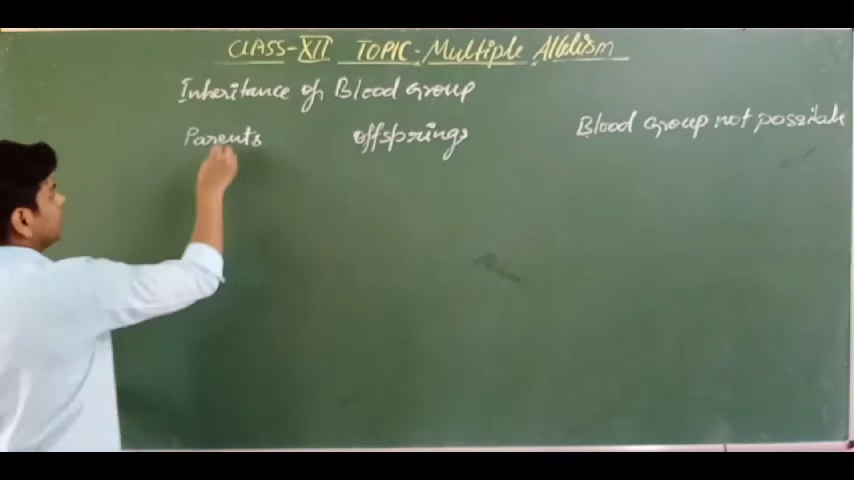 CLASS-XII TOPIC-Multiple Allelism
Inheritance of Blood Group
Parents offsprings Blood Group not possible